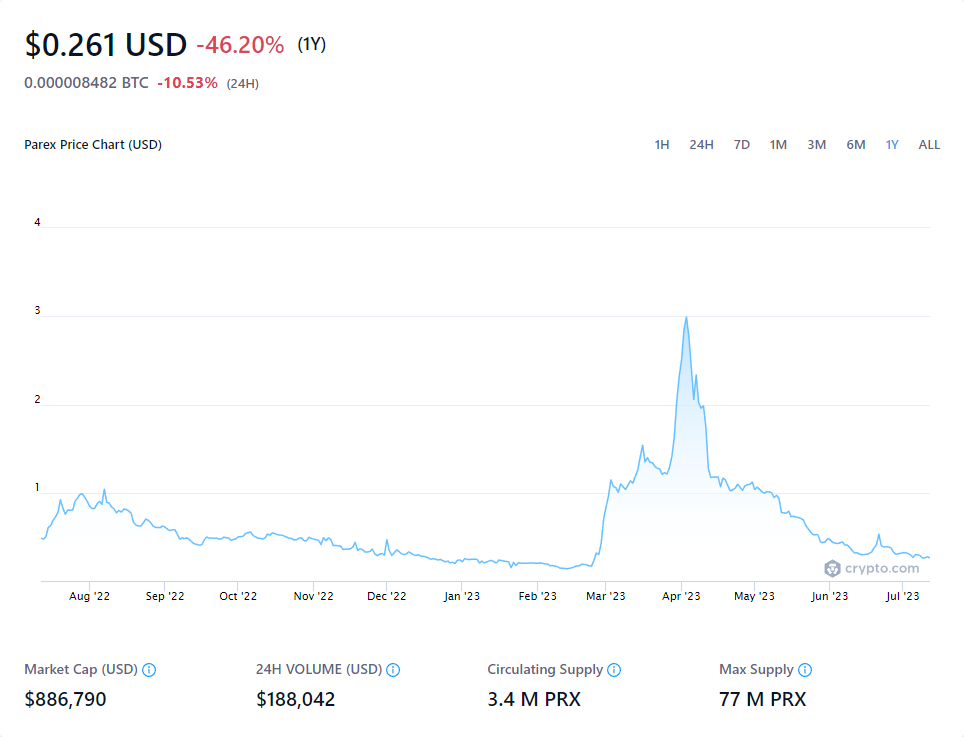 $0.261 USD -46.20% (1Y)
0.000008482 BTC -10.53% (24H)
Parex Price Chart (USD) 1H 24H 7D 1M 3M 6M 1Y ALL
4
3
2
1
crypto.com
Aug '22 Sep '22 Oct '22 Nov '22 Dec '22 Jan '23 Feb '23 Mar '23 Apr '23 May '23 Jun '23 Jul '23
Market Cap (USD) 24H VOLUME (USD) Circulating Supply Max Supply
$886,790 $188,042 3.4 M PRX 77 M PRX